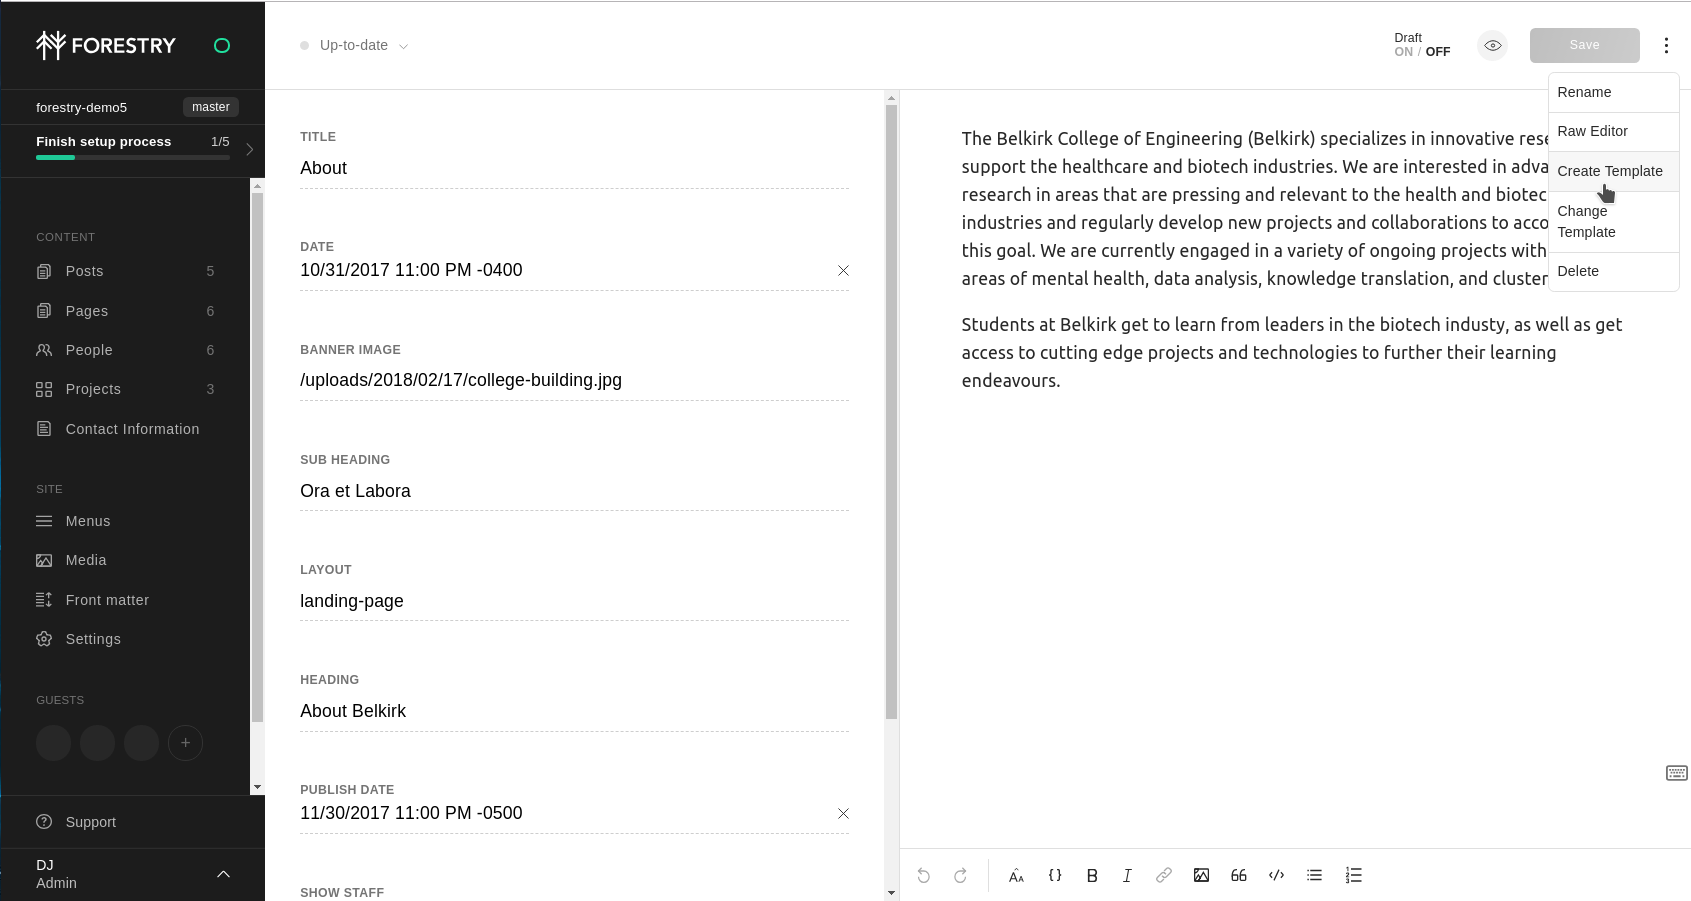 FORESTRY
Up-to-date
Draft
ON / OFF
Save
forestry-demo5
master
Finish setup process
1/5
CONTENT
Posts 5
Pages 6
People 6
Projects 3
Contact Information
SITE
Menus
Media
Front matter
Settings
GUESTS
+
Support
DJ
Admin
TITLE
About
DATE
10/31/2017 11:00 PM -0400
BANNER IMAGE
/uploads/2018/02/17/college-building.jpg
SUB HEADING
Ora et Labora
LAYOUT
landing-page
HEADING
About Belkirk
PUBLISH DATE
11/30/2017 11:00 PM -0500
SHOW STAFF
The Belkirk College of Engineering (Belkirk) specializes in innovative rese
support the healthcare and biotech industries. We are interested in adva
research in areas that are pressing and relevant to the health and biotec
industries and regularly develop new projects and collaborations to acco
this goal. We are currently engaged in a variety of ongoing projects with
areas of mental health, data analysis, knowledge translation, and cluster
Students at Belkirk get to learn from leaders in the biotech industy, as well as get
access to cutting edge projects and technologies to further their learning
endeavours.
Rename
Raw Editor
Create Template
Change
Template
Delete